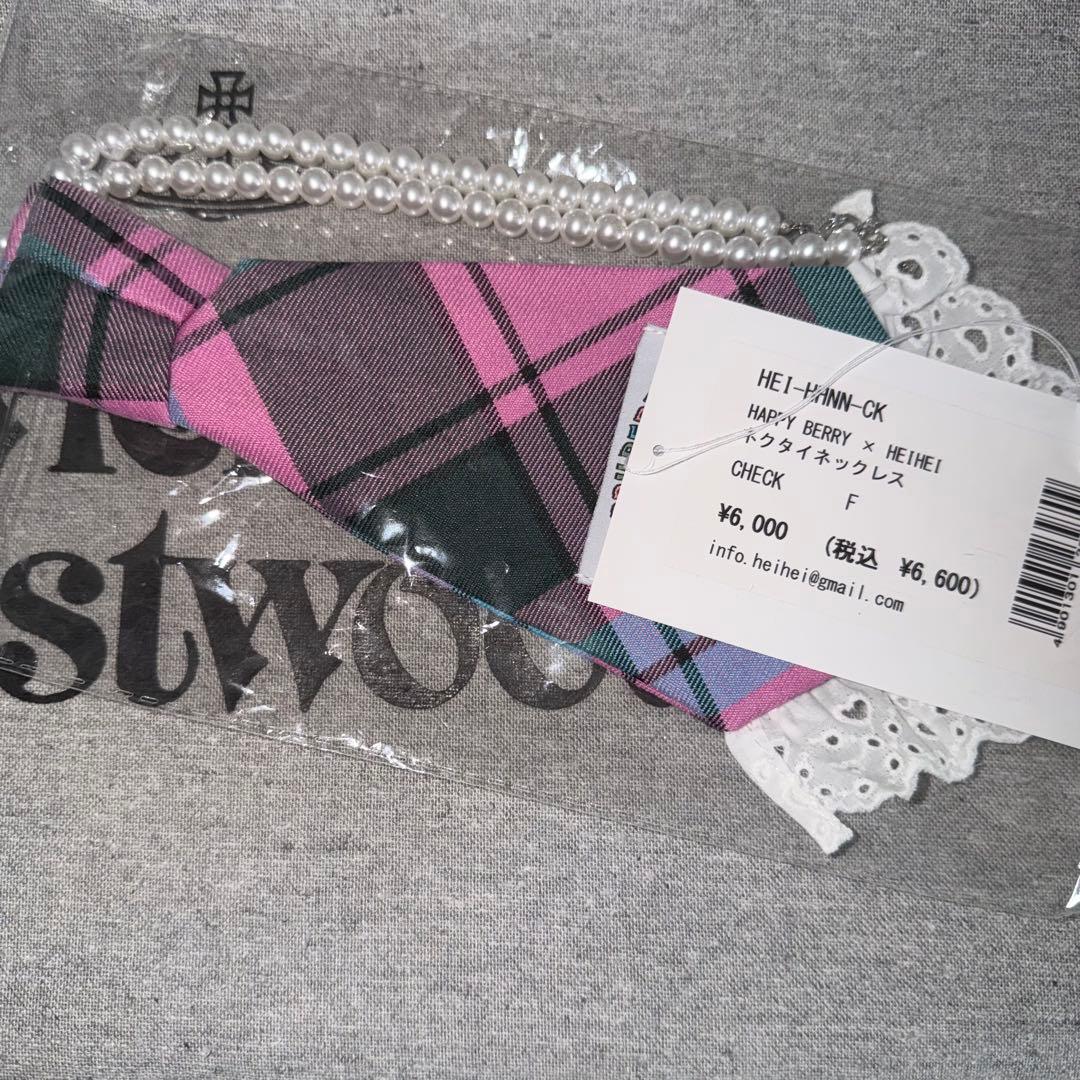 stwoo
HEI-HHNN-CK
HAPPY BERRY × HEIHEI
ネクタイネックレス
CHECK F
¥6,000 (税込 ¥6,600)
info.heihei@gmail.com